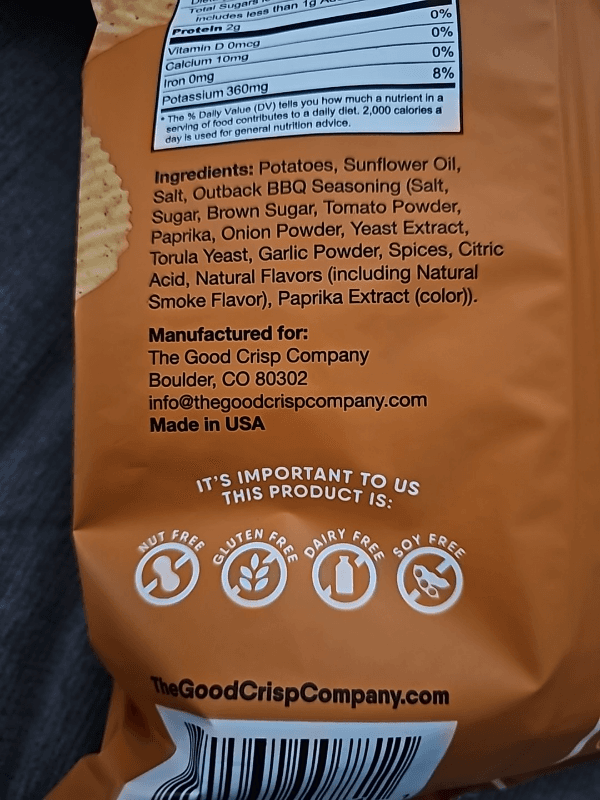 Total Sugars
Includes less than 1g
Protein 2g 0%
Vitamin D 0mcg 0%
Calcium 10mg 0%
Iron 0mg 8%
Potassium 360mg
* The % Daily Value (DV) tells you how much a nutrient in a
serving of food contributes to a daily diet. 2,000 calories a
day is used for general nutrition advice.
Ingredients: Potatoes, Sunflower Oil,
Salt, Outback BBQ Seasoning (Salt,
Sugar, Brown Sugar, Tomato Powder,
Paprika, Onion Powder, Yeast Extract,
Torula Yeast, Garlic Powder, Spices, Citric
Acid, Natural Flavors (including Natural
Smoke Flavor), Paprika Extract (color)).
Manufactured for:
The Good Crisp Company
Boulder, CO 80302
info@thegoodcrispcompany.com
Made in USA
IT'S IMPORTANT TO US
THIS PRODUCT IS:
NUT FREE
GLUTEN FREE
DAIRY FREE
SOY FREE
TheGoodCrispCompany.com